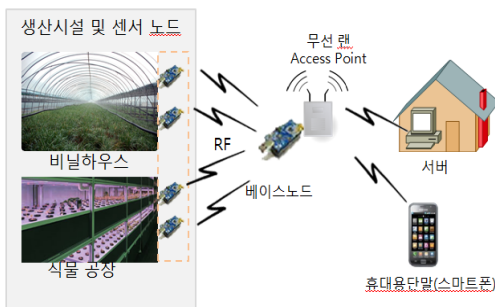 생산시설 및 센서 노드
무선 랜
Access Point
RF
비닐하우스
베이스노드
서버
식물 공장
휴대용단말(스마트폰)